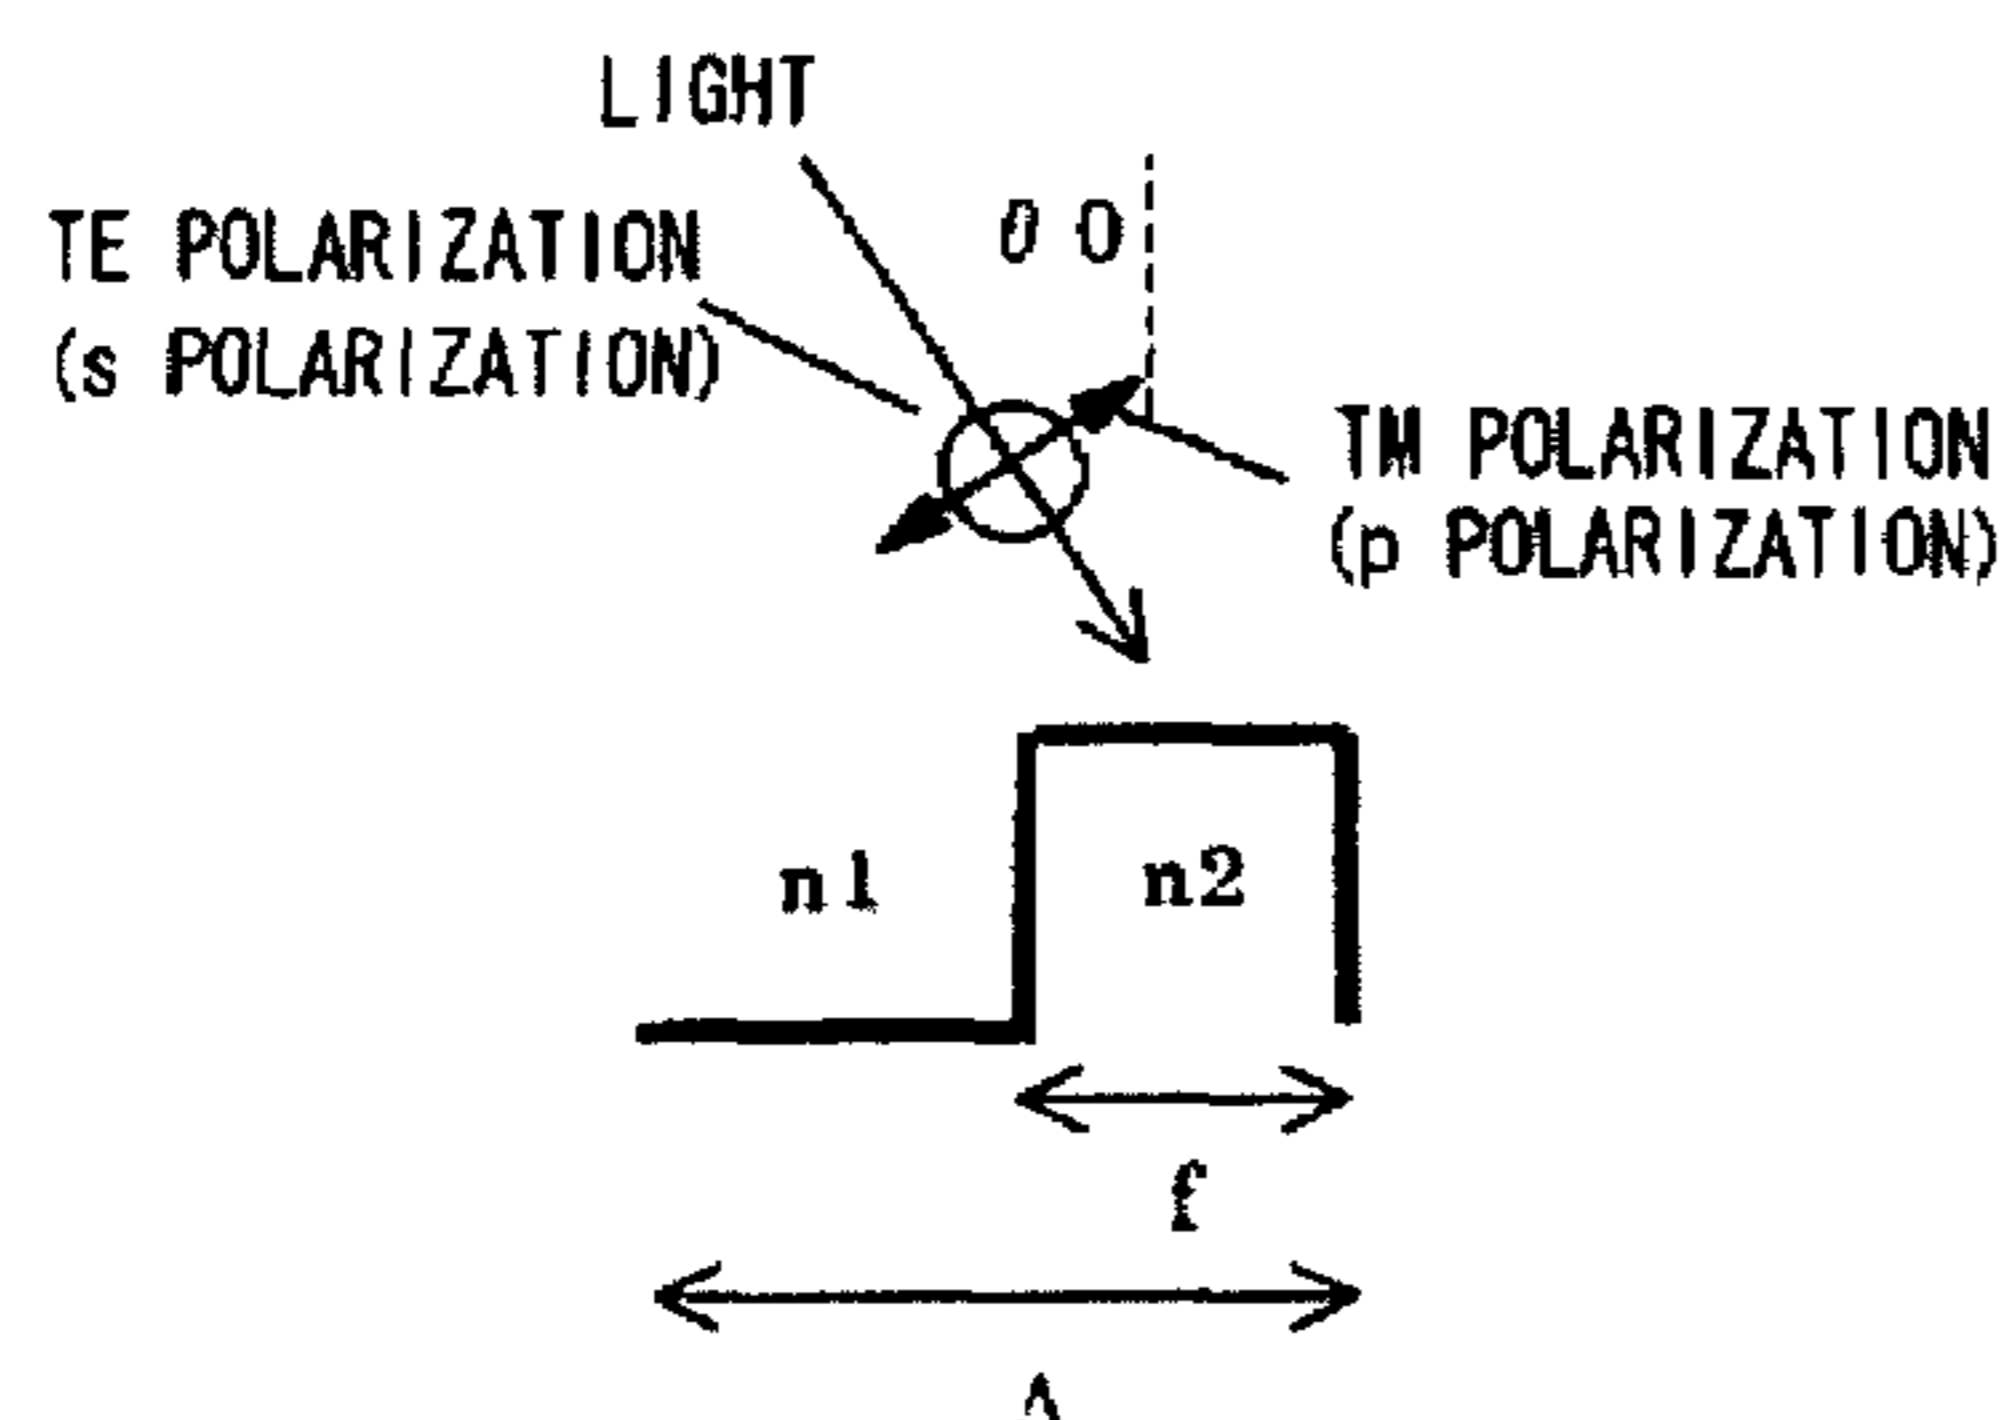 LIGHT
θ0
TE POLARIZATION
(s POLARIZATION)
TM POLARIZATION
(p POLARIZATION)
n1
n2
f
Λ